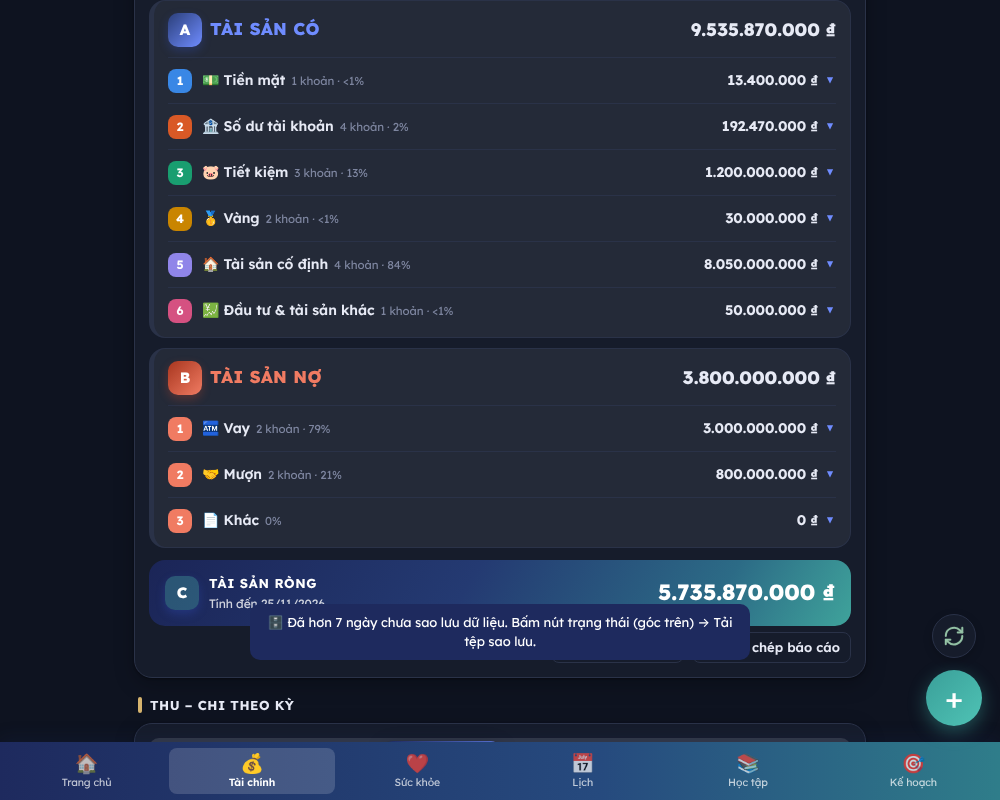 A TÀI SẢN CÓ 9.535.870.000 ₫
1 Tiền mặt 1 khoản · <1% 13.400.000 ₫
2 Số dư tài khoản 4 khoản · 2% 192.470.000 ₫
3 Tiết kiệm 3 khoản · 13% 1.200.000.000 ₫
4 Vàng 2 khoản · <1% 30.000.000 ₫
5 Tài sản cố định 4 khoản · 84% 8.050.000.000 ₫
6 Đầu tư & tài sản khác 1 khoản · <1% 50.000.000 ₫
B TÀI SẢN NỢ 3.800.000.000 ₫
1 Vay 2 khoản · 79% 3.000.000.000 ₫
2 Mượn 2 khoản · 21% 800.000.000 ₫
3 Khác 0% 0 ₫
C TÀI SẢN RÒNG 5.735.870.000 ₫
Tính đến 25/11/2026
Đã hơn 7 ngày chưa sao lưu dữ liệu. Bấm nút trạng thái (góc trên) → Tải
tệp sao lưu.
chép báo cáo
THU – CHI THEO KỲ
+
Trang chủ Tài chính Sức khỏe Lịch Học tập Kế hoạch